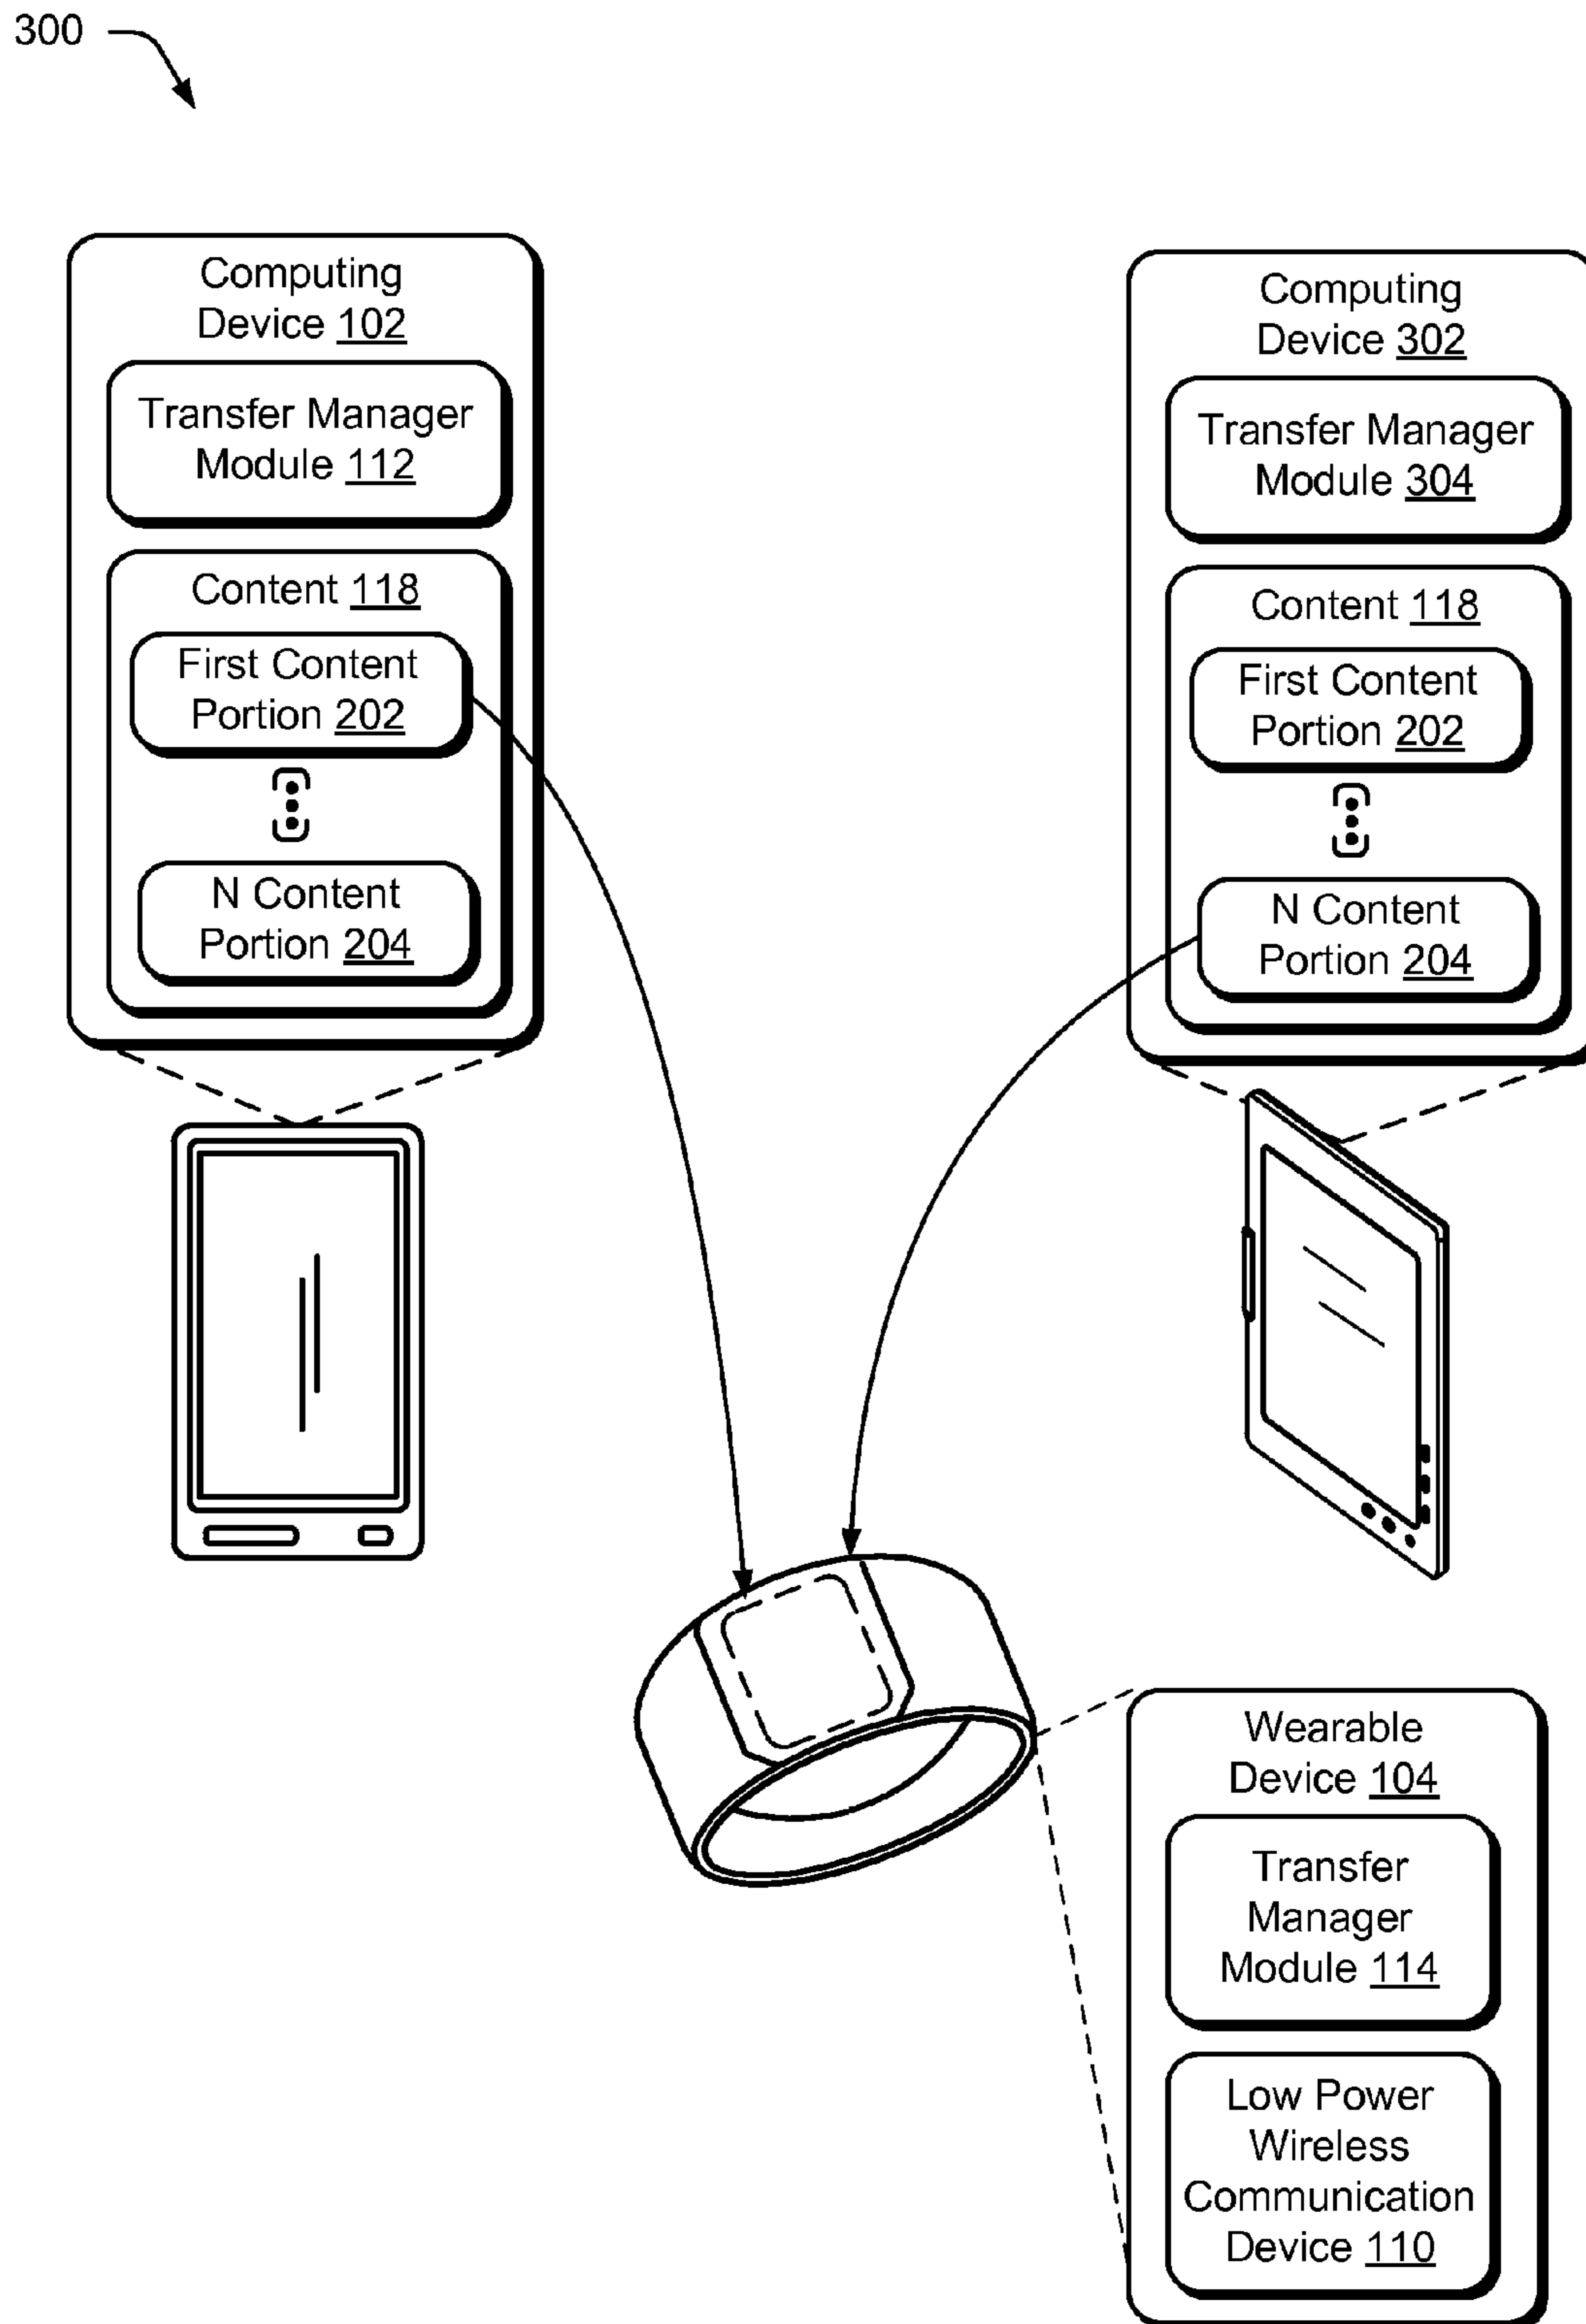 300
Computing
Device 102
Transfer Manager
Module 112
Content 118
First Content
Portion 202
N Content
Portion 204
Computing
Device 302
Transfer Manager
Module 304
Content 118
First Content
Portion 202
N Content
Portion 204
Wearable
Device 104
Transfer
Manager
Module 114
Low Power
Wireless
Communication
Device 110